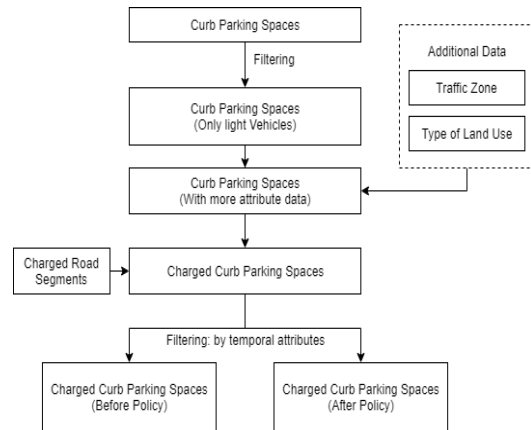 Curb Parking Spaces
Filtering
Additional Data
Traffic Zone
Type of Land Use
Curb Parking Spaces
(Only light Vehicles)
Curb Parking Spaces
(With more attribute data)
Charged Road
Segments
Charged Curb Parking Spaces
Filtering: by temporal attributes
Charged Curb Parking Spaces
(Before Policy)
Charged Curb Parking Spaces
(After Policy)